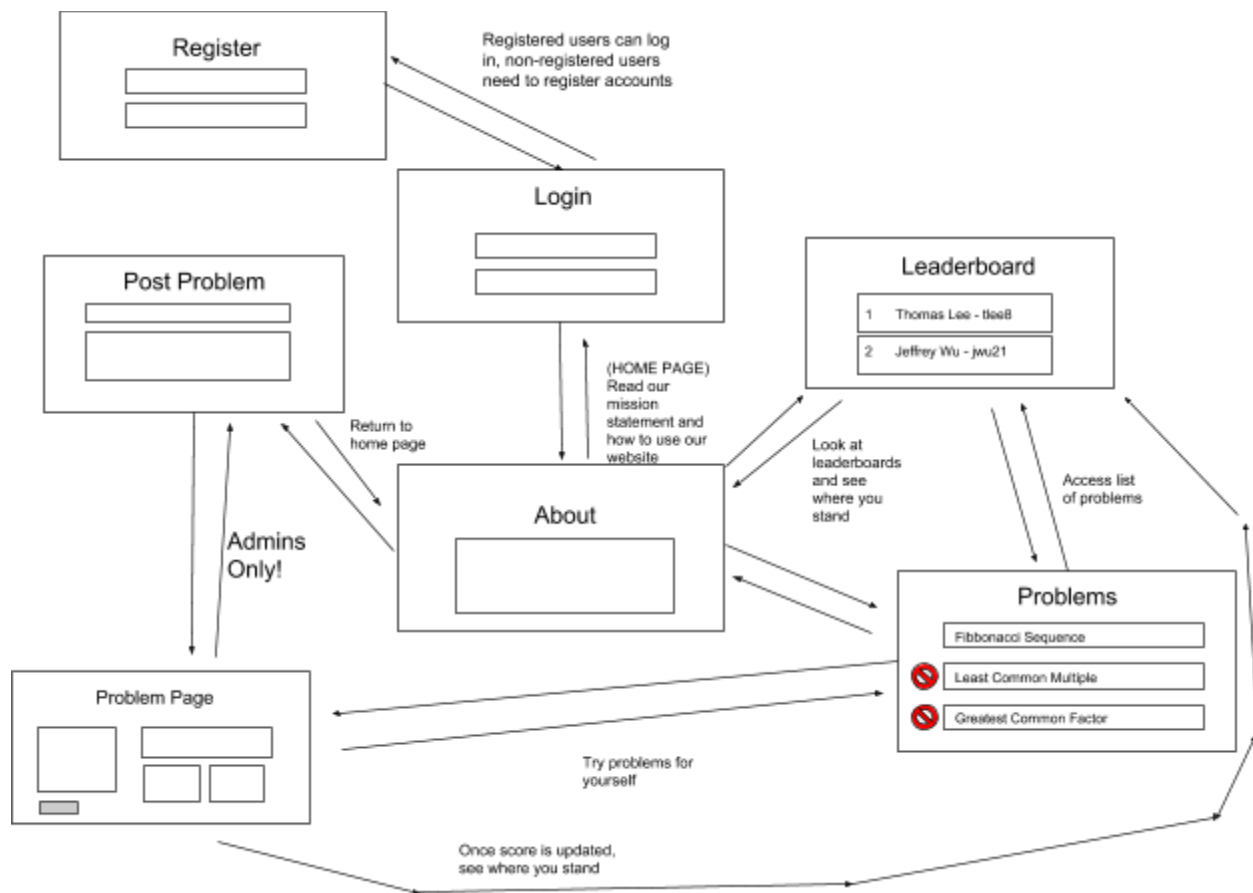 Register
Registered users can log
in, non-registered users
need to register accounts
Login
Post Problem
Leaderboard
1 Thomas Lee - tlee8
2 Jeffrey Wu - jwu21
(HOME PAGE)
Read our
mission
statement and
how to use our
website
Return to
home page
Look at
leaderboards
and see
where you
stand
Access list
of problems
About
Admins
Only!
Problems
Fibbonacci Sequence
Least Common Multiple
Greatest Common Factor
Problem Page
Try problems for
yourself
Once score is updated,
see where you stand